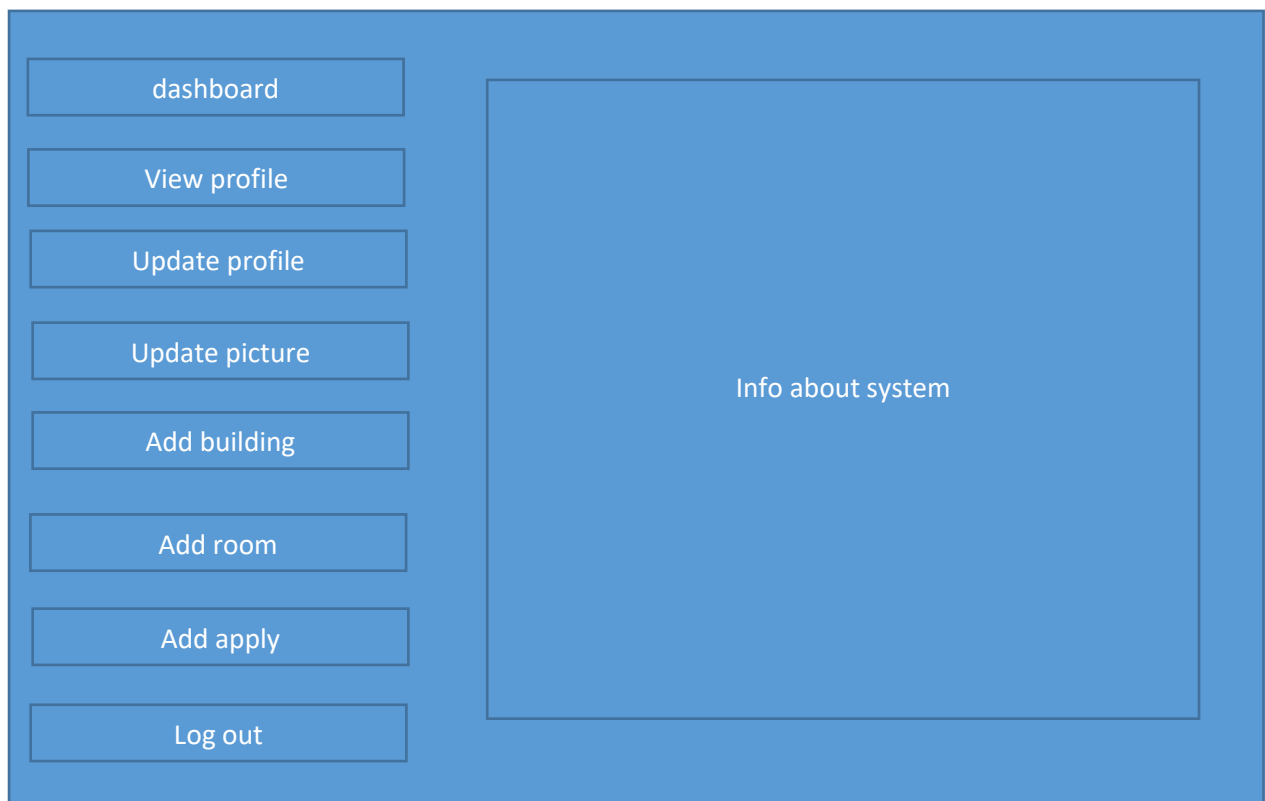 dashboard
View profile
Update profile
Update picture
Add building
Add room
Add apply
Log out
Info about system